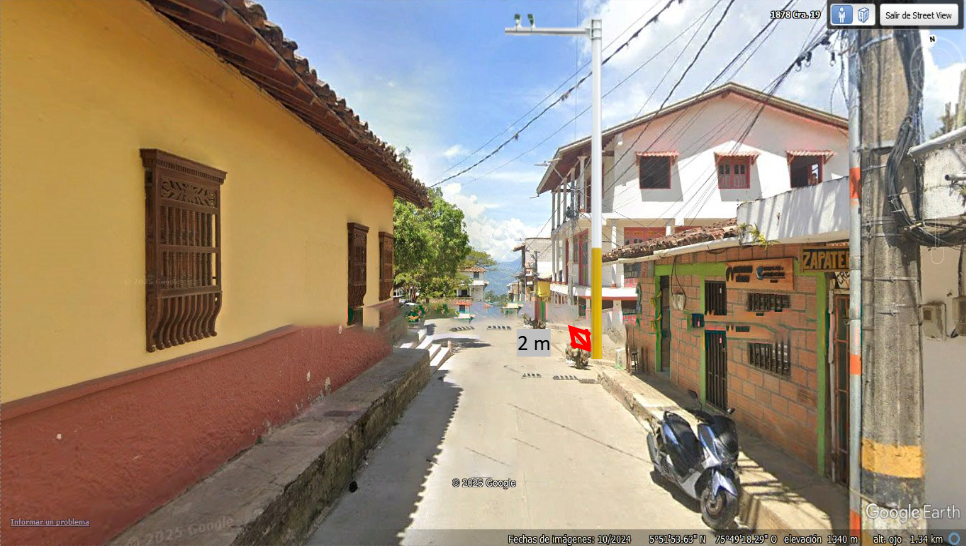 1878 Cra. 19
Salir de Street View
N
ZAPATE
2 m
© 2025 Google
© 2025 Google
Google Earth
Informar un problema
Fechas de imágenes: 10/2024 5°51'53.63" N 75°49'18.29" O elevación 1340 m alt. ojo 1.34 km